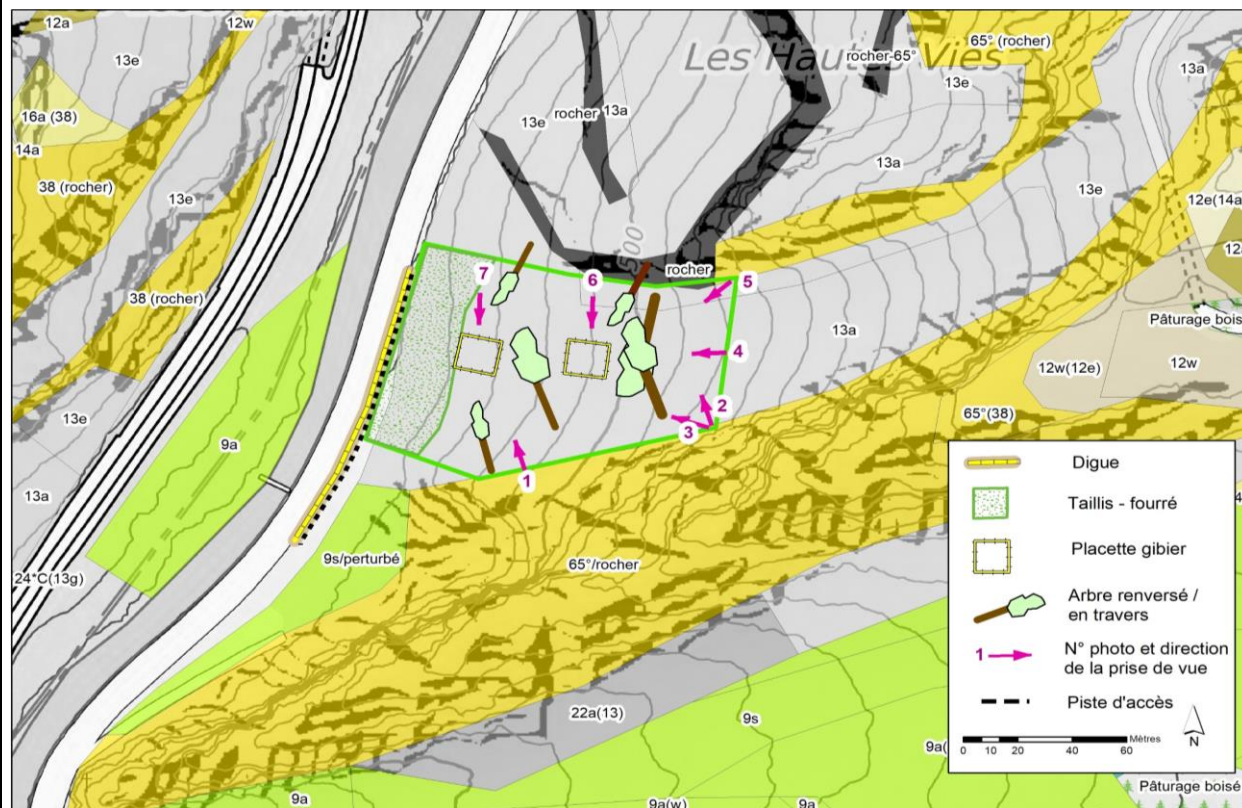 12a
12w
13e
16a (38)
14a
38 (rocher)
13e
38 (rocher)
13e
9a
13a
24°C(13g)
Les Hautes Vies
65° (rocher)
rocher-65°
13e
13a
13e
rocher 13a
13a
13e
12e(14a
12a
500
rocher
13a
Pâturage bois
12w(12e)
12w
65°(38)
7
6
5
4
2
3
1
9s/perturbé
65°/rocher
22a(13)
9s
9a
9a(w)
9a
9a(
Digue
Taillis - fourré
Placette gibier
Arbre renversé /
en travers
1
N° photo et direction
de la prise de vue
Piste d'accès
0 10 20 40 60
Mètres
N
Pâturage boisé